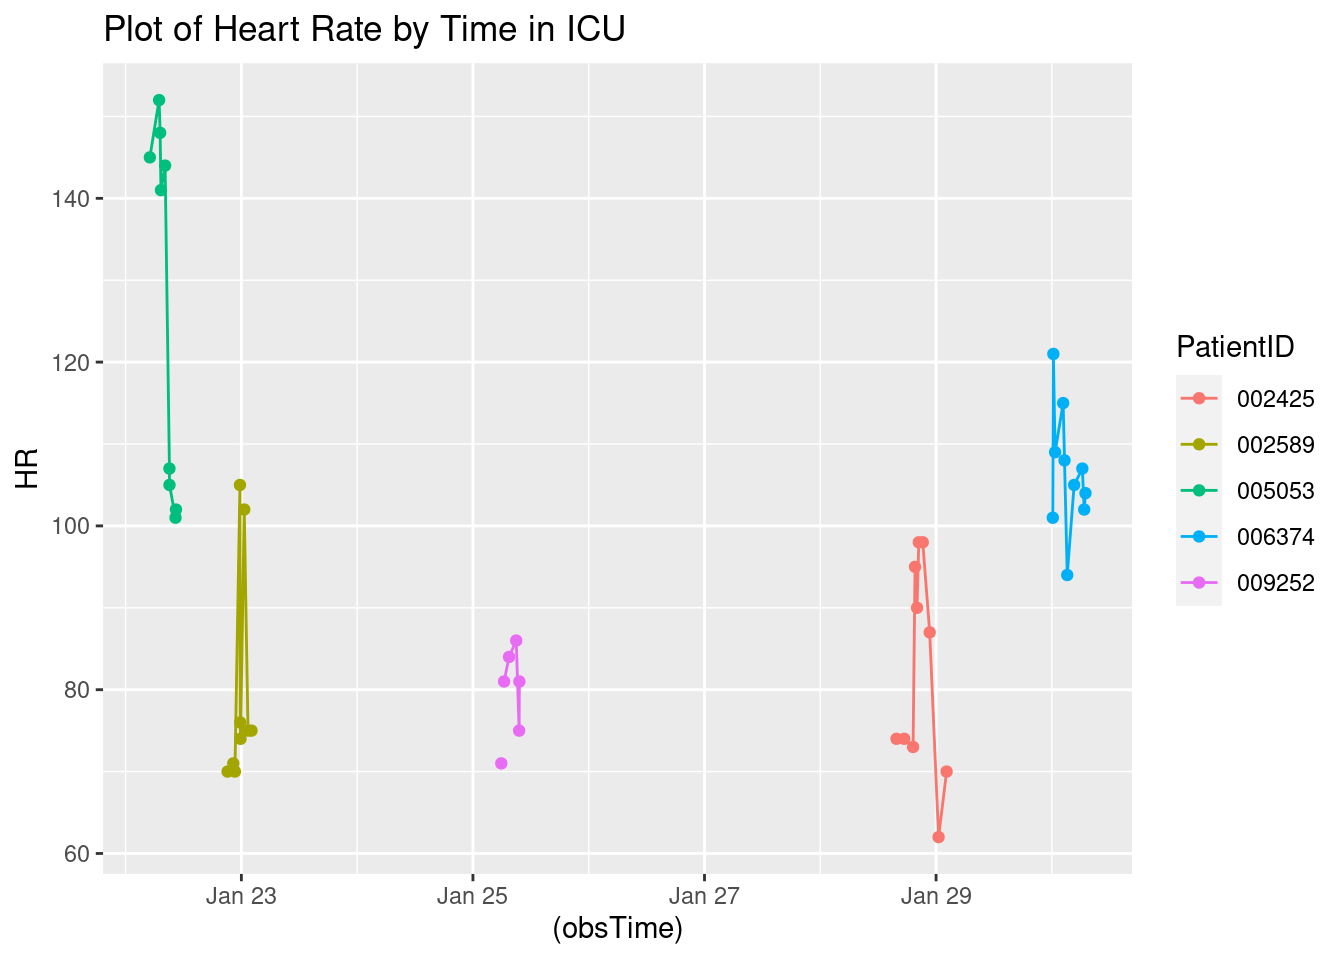 Plot of Heart Rate by Time in ICU
HR
140
120
100
80
60
Jan 23 Jan 25 Jan 27 Jan 29
(obsTime)
PatientID
002425
002589
005053
006374
009252